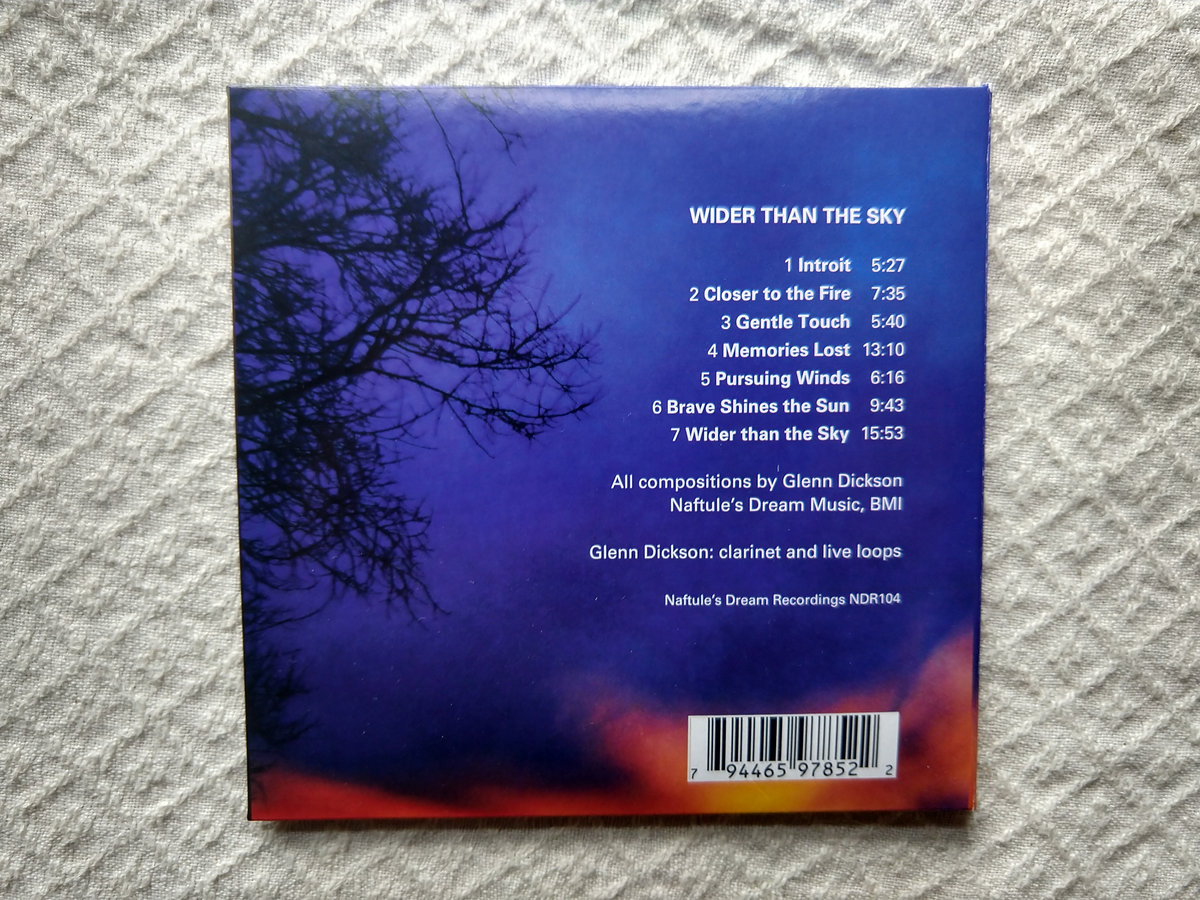 WIDER THAN THE SKY
1 Introit 5:27
2 Closer to the Fire 7:35
3 Gentle Touch 5:40
4 Memories Lost 13:10
5 Pursuing Winds 6:16
6 Brave Shines the Sun 9:43
7 Wider than the Sky 15:53
All compositions by Glenn Dickson
Naftule's Dream Music, BMI
Glenn Dickson: clarinet and live loops
Naftule's Dream Recordings NDR104
7 94465 97852 2